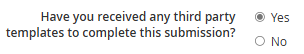 Have you received any third party
templates to complete this submission?
Yes
No